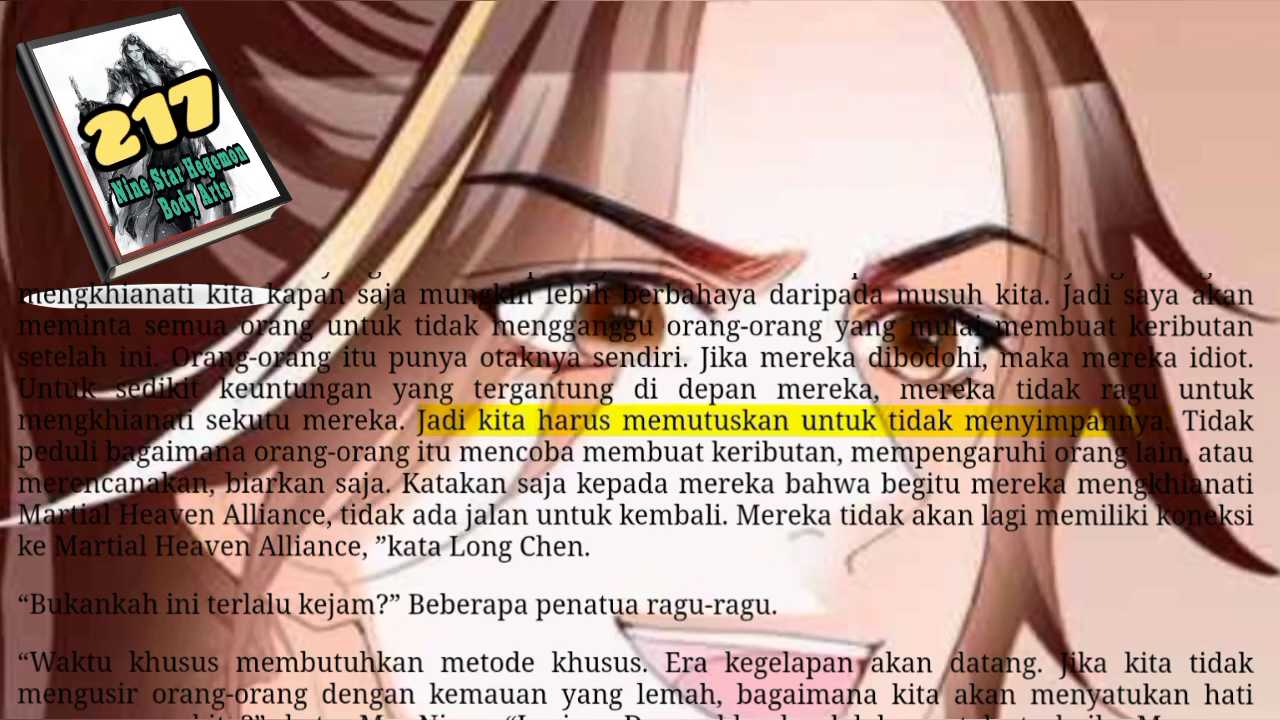 217
Nine Star Hegemon
Body Arts
mengkhianati kita kapan saja mungkin lebih berbahaya daripada musuh kita. Jadi saya akan
meminta semua orang untuk tidak mengganggu orang-orang yang mulai membuat keributan
setelah ini. Orang-orang itu punya otaknya sendiri. Jika mereka dibodohi, maka mereka idiot.
Untuk sedikit keuntungan yang tergantung di depan mereka, mereka tidak ragu untuk
mengkhianati sekutu mereka. Jadi kita harus memutuskan untuk tidak menyimpannya. Tidak
peduli bagaimana orang-orang itu mencoba membuat keributan, mempengaruhi orang lain, atau
merencanakan, biarkan saja. Katakan saja kepada mereka bahwa begitu mereka mengkhianati
Martial Heaven Alliance, tidak ada jalan untuk kembali. Mereka tidak akan lagi memiliki koneksi
ke Martial Heaven Alliance, ”kata Long Chen.
“Bukankah ini terlalu kejam?” Beberapa penatua ragu-ragu.
“Waktu khusus membutuhkan metode khusus. Era kegelapan akan datang. Jika kita tidak
mengusir orang-orang dengan kemauan yang lemah, bagaimana kita akan menyatukan hati